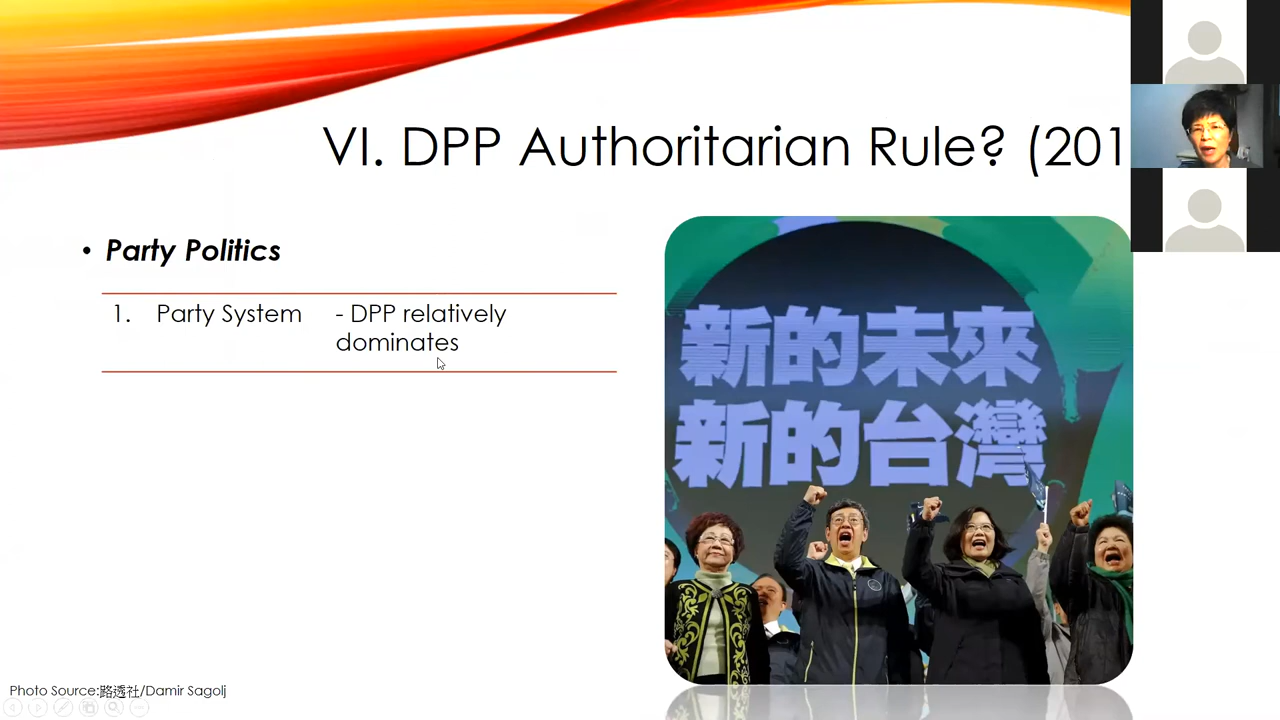 VI. DPP Authoritarian Rule? (201
• Party Politics
1. Party System - DPP relatively
dominates
新的未來
新的台灣
Photo Source:路透社/Damir Sagolj